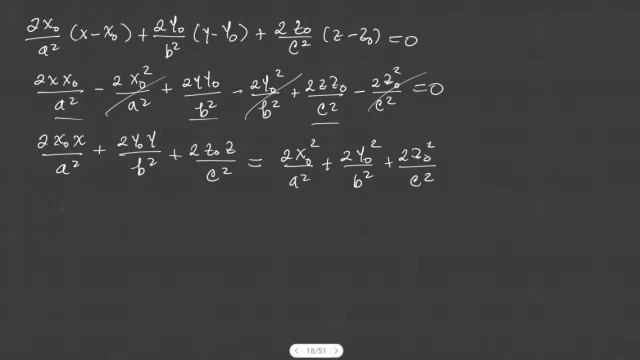 2x₀/a² (x-x₀) + 2y₀/b² (y-y₀) + 2z₀/c² (z-z₀) = 0
2xx₀/a² - 2x₀²/a² + 2yy₀/b² - 2y₀²/b² + 2zz₀/c² - 2z₀²/c² = 0
2x₀x/a² + 2y₀y/b² + 2z₀z/c² = 2x₀²/a² + 2y₀²/b² + 2z₀²/c²
< 18/51 >